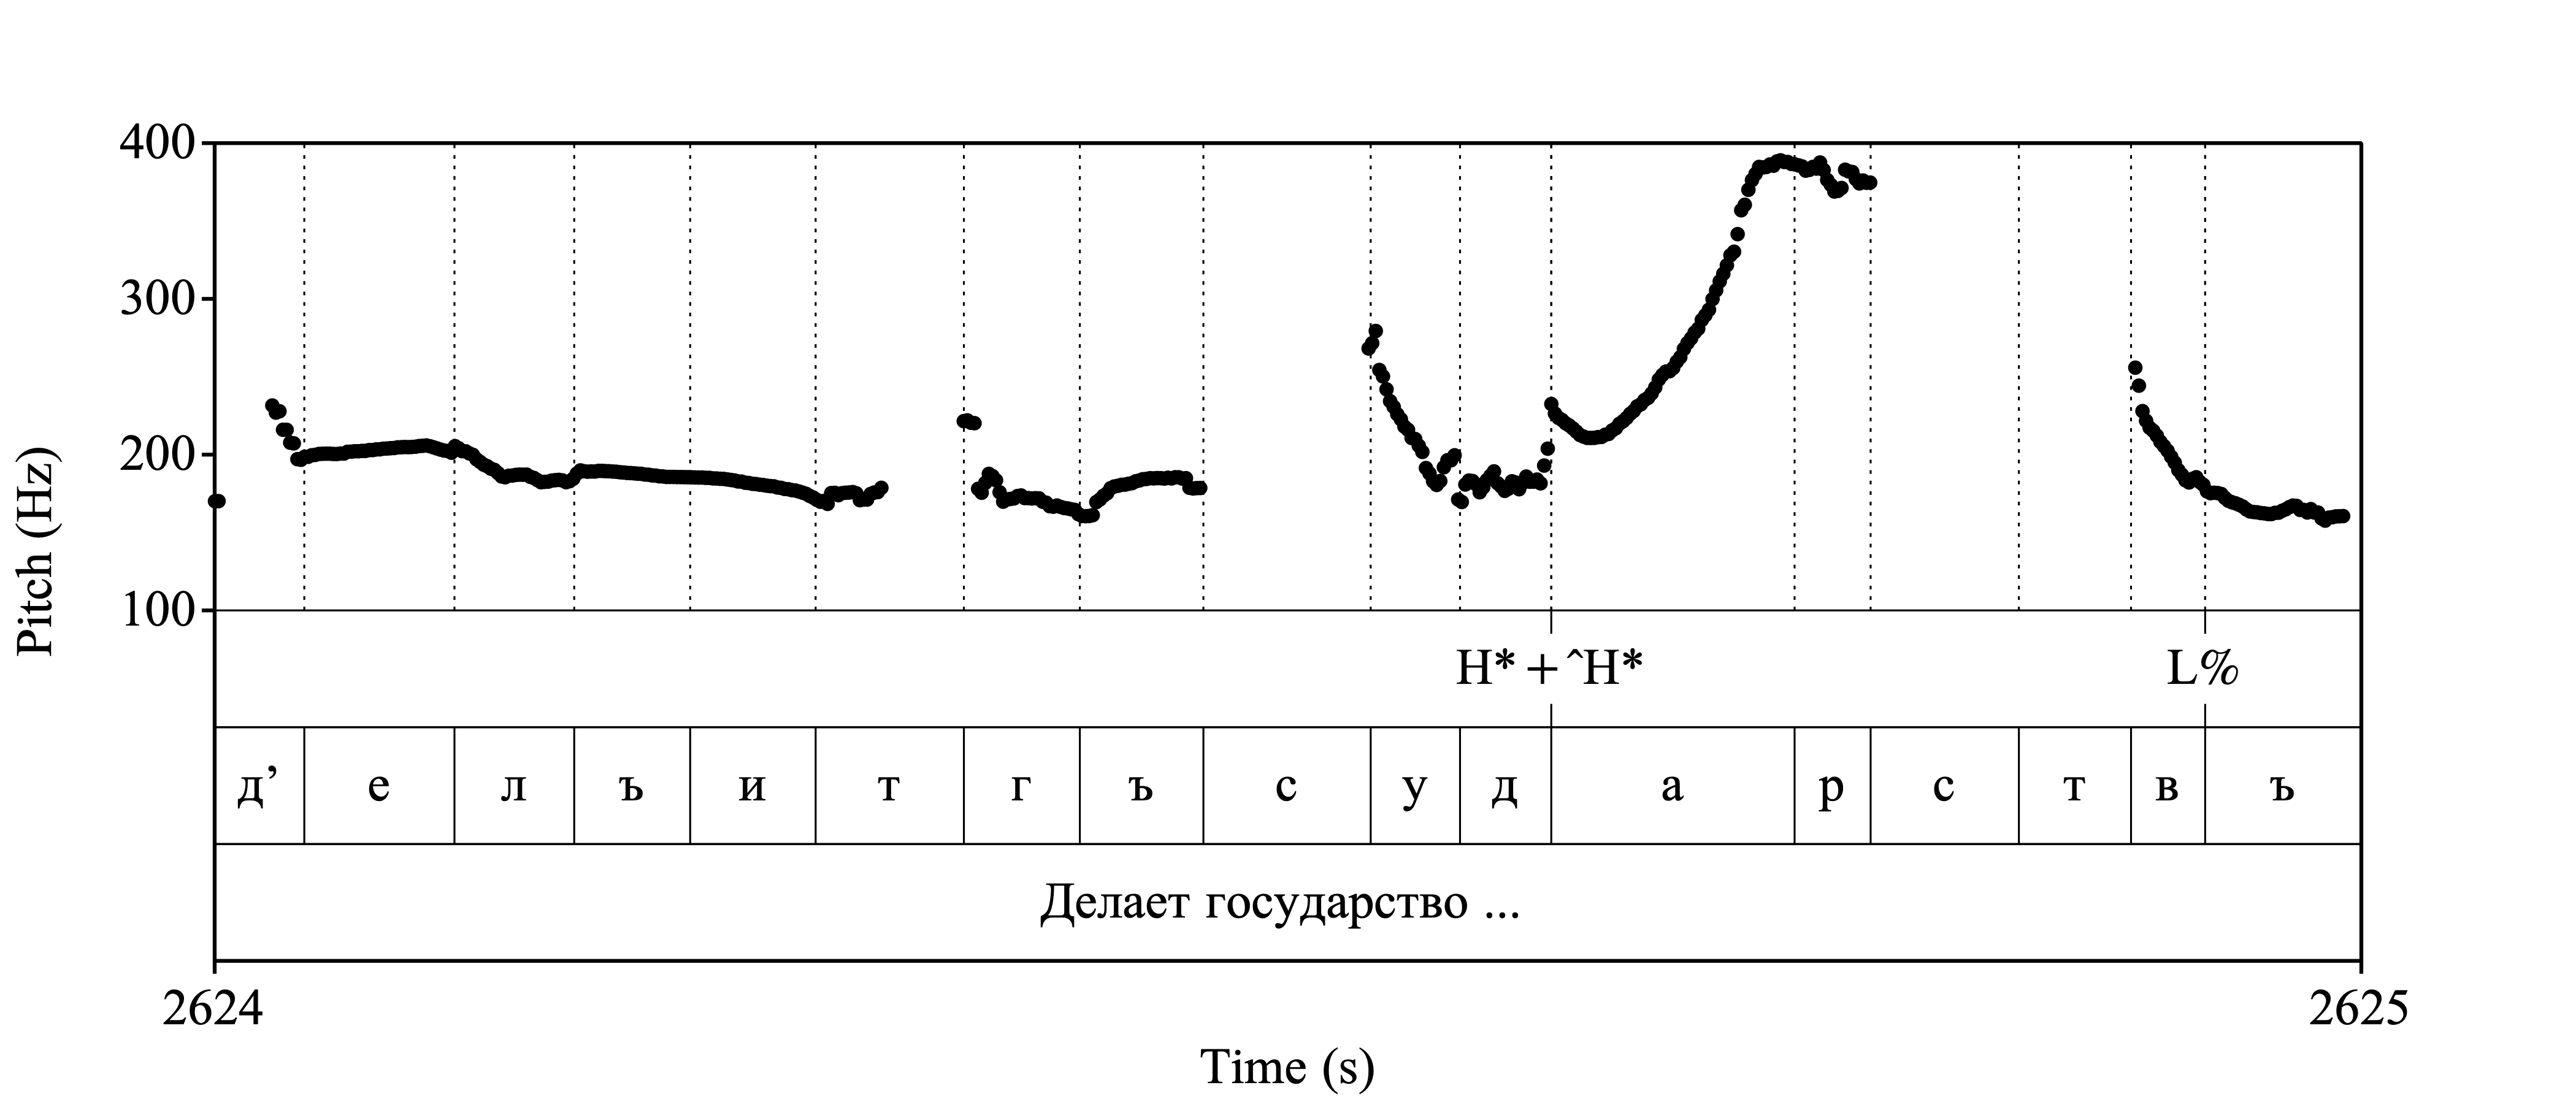 400
300
200
100
Pitch (Hz)
H* + ˆH* L%
д’ е л ъ и т г ъ с у д а р с т в ъ
Делает государство ...
2624 2625
Time (s)